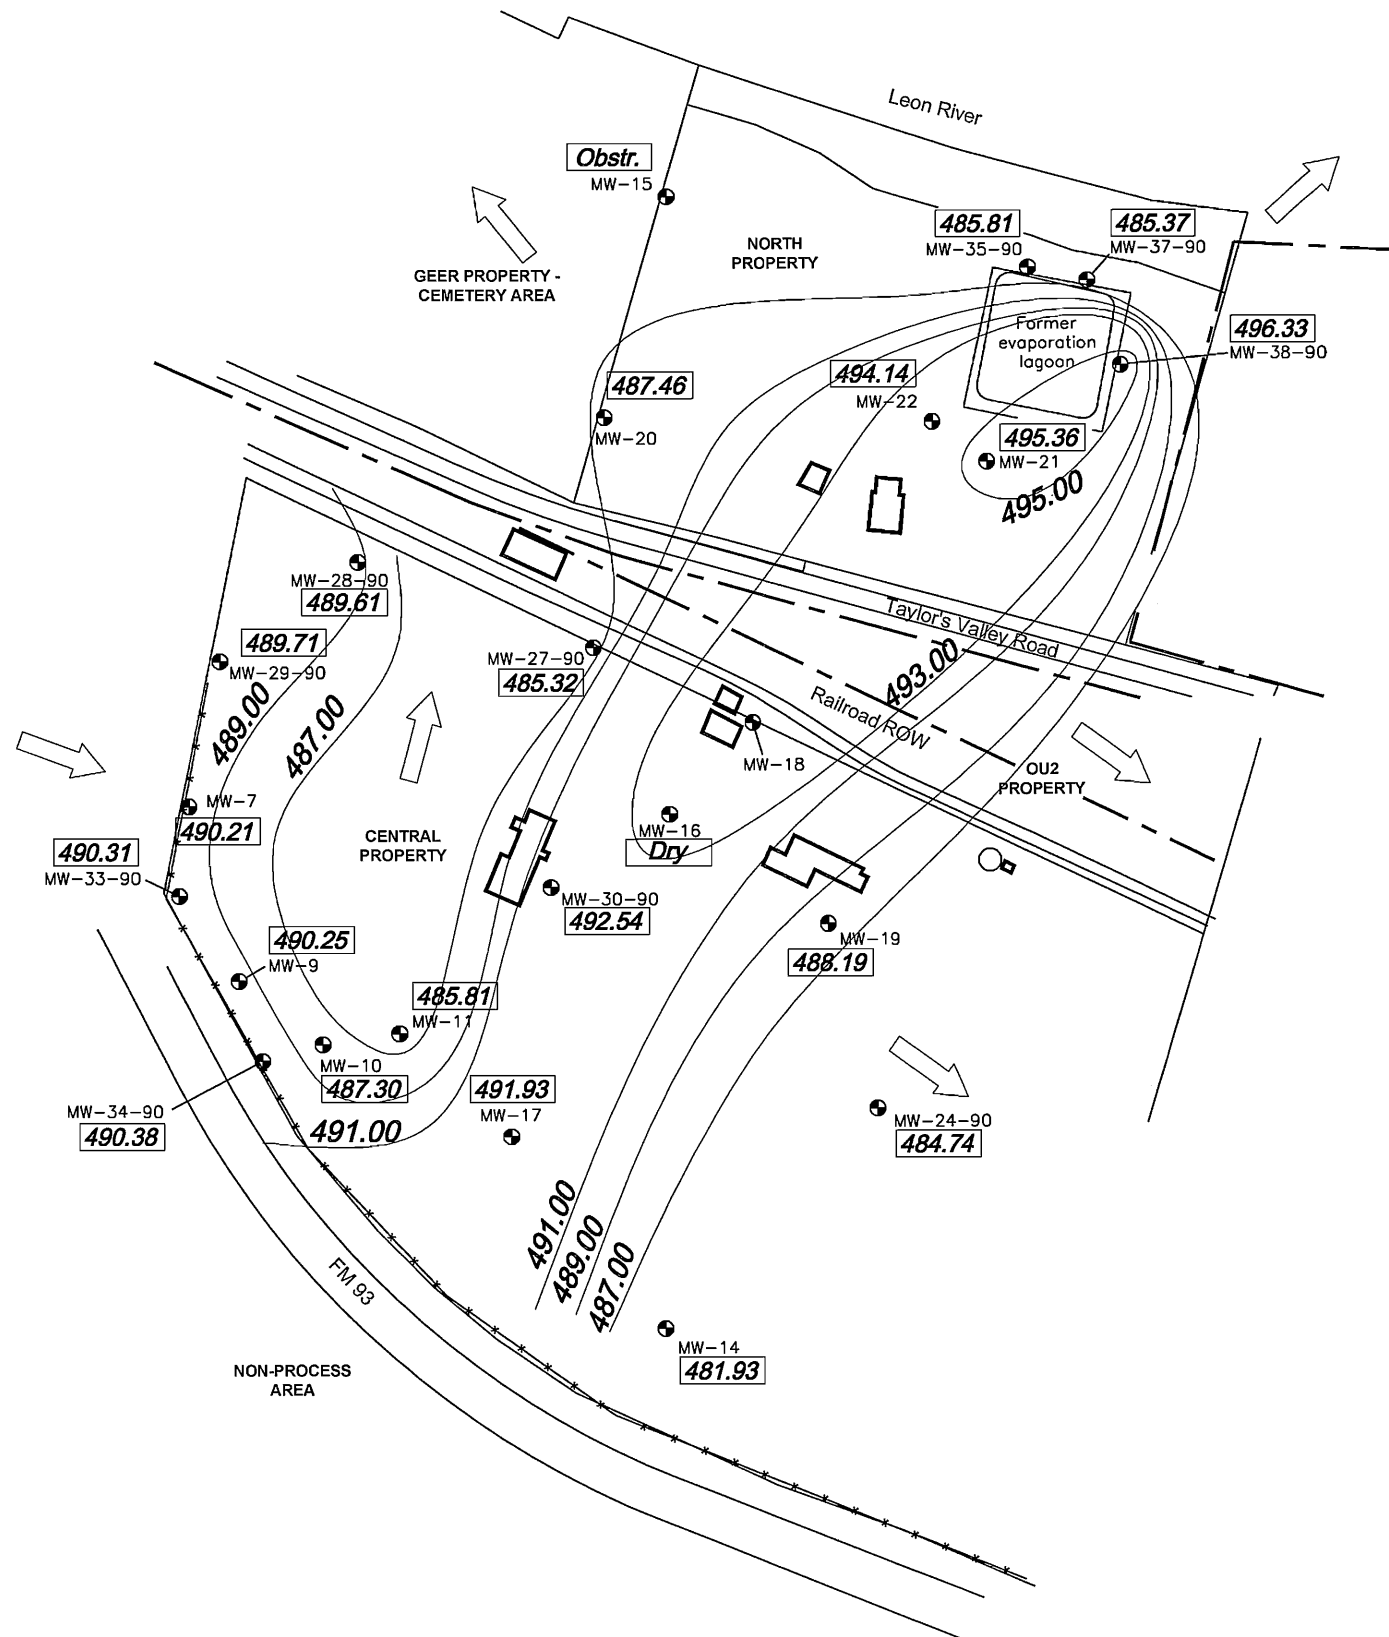 Leon River
Obstr.
MW-15
485.81
MW-35-90
485.37
MW-37-90
NORTH
PROPERTY
GEER PROPERTY -
CEMETERY AREA
Former
evaporation
lagoon
496.33
MW-38-90
494.14
MW-22
487.46
MW-20
495.36
MW-21
495.00
MW-28-90
489.61
Taylor's Valley Road
489.71
MW-29-90
MW-27-90
485.32
493.00
489.00
487.00
Railroad ROW
MW-18
OU2
PROPERTY
MW-7
490.21
CENTRAL
PROPERTY
MW-16
Dry
490.31
MW-33-90
MW-30-90
492.54
490.25
MW-9
MW-19
488.19
485.81
MW-11
MW-10
487.30
491.93
MW-17
MW-34-90
490.38
491.00
MW-24-90
484.74
491.00
489.00
487.00
FM 93
MW-14
481.93
NON-PROCESS
AREA